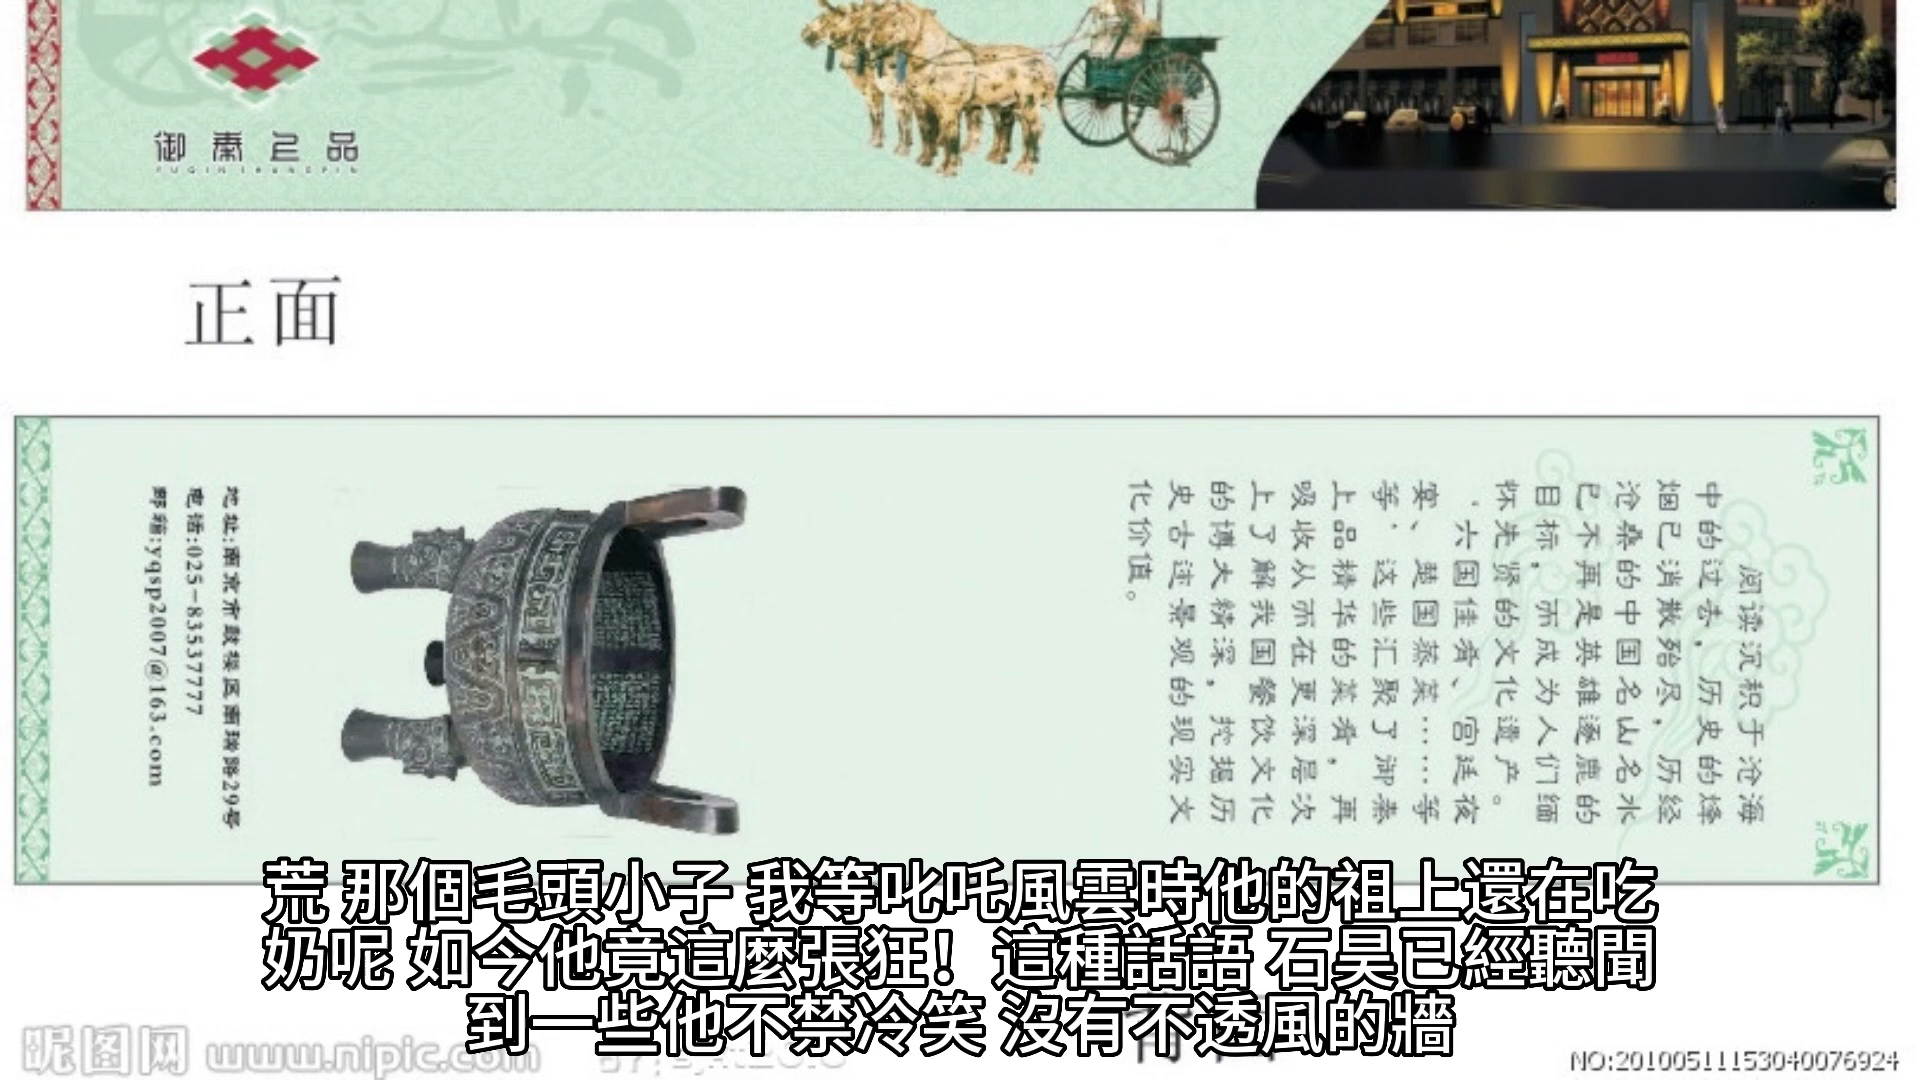 御秦上品
YUQIN SHANGPIN
正面
阅读沉积于沧海
中的过去，历史的烽
烟已消散殆尽，历经
沧桑的中国名山名水
已不再是英雄逐鹿的
目标，而成为人们缅
怀先贤的文化遗产。
、六国佳肴、宫廷夜
宴、楚国蒸菜……等
等，这些汇聚了御秦
上品精华的菜肴，再
吸收从而在更深层次
上了解我国餐饮文化
的博大精深，挖掘历
史古迹景观的现实文
化价值。
地址:南京市鼓楼区南瑞路29号
电话:025-83537777
邮箱:yqsp2007@163.com
荒 那個毛頭小子 我等叱吒風雲時他的祖上還在吃
奶呢 如今他竟這麼張狂！ 這種話語 石昊已經聽聞
到一些他不禁冷笑 沒有不透風的牆
昵图网 www.nipic.com
NO:20100511153040076924